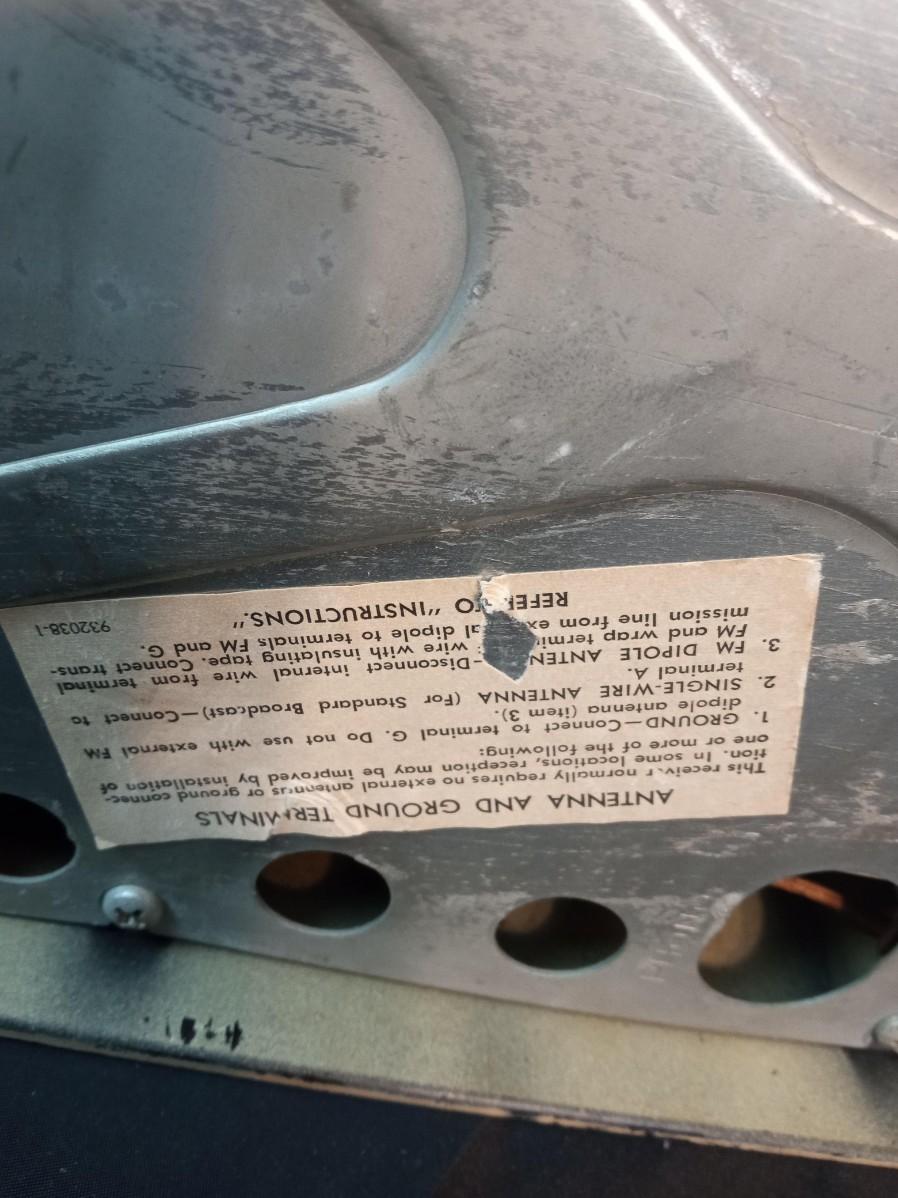 ANTENNA AND GROUND TERMINALS
This receiver normally requires no external antennas or ground connec-
tion. In some locations, reception may be improved by installation of
one or more of the following:
1. GROUND—Connect to terminal G. Do not use with external FM
dipole antenna (item 3).
2. SINGLE-WIRE ANTENNA (For Standard Broadcast)—Connect to
terminal A.
3. FM DIPOLE ANTEN —Disconnect internal wire from terminal
FM and wrap termin wire with insulating tape. Connect trans-
mission line from ex al dipole to terminals FM and G.
REFER TO "INSTRUCTIONS."
932038-1
PHONO